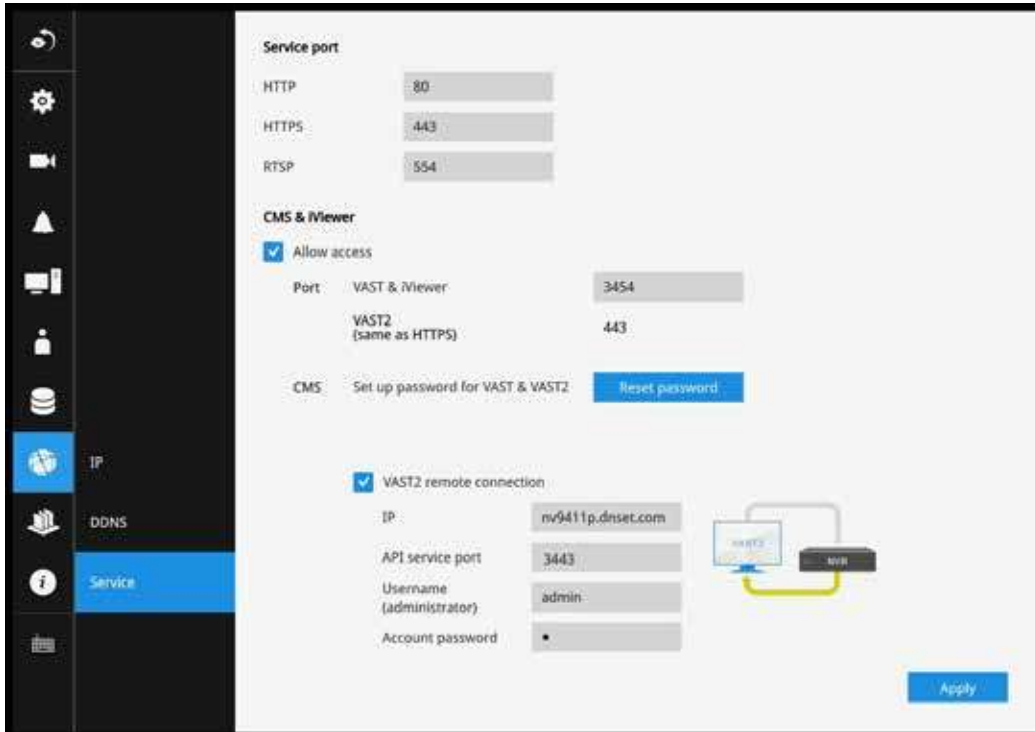 Service port
HTTP 80
HTTPS 443
RTSP 554
CMS & iViewer
Allow access
Port VAST & iViewer 3454
VAST2
(same as HTTPS) 443
CMS Set up password for VAST & VAST2 Reset password
IP
VAST2 remote connection
IP nv9411p.dnset.com
DDNS
API service port 3443
VAST2
NVR
Service
Username
(administrator) admin
Account password •
Apply